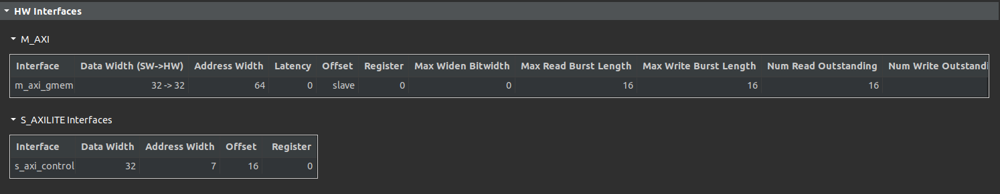 HW Interfaces
M_AXI
Interface Data Width (SW->HW) Address Width Latency Offset Register Max Widen Bitwidth Max Read Burst Length Max Write Burst Length Num Read Outstanding Num Write Outstandi
m_axi_gmem 32 -> 32 64 0 slave 0 0 16 16 16
S_AXILITE Interfaces
Interface Data Width Address Width Offset Register
s_axi_control 32 7 16 0